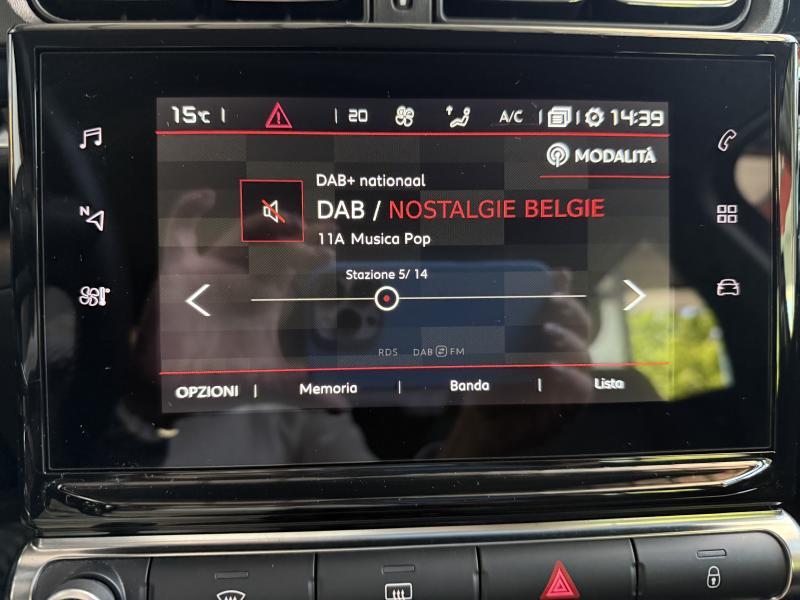 15°C 20 A/C 14:39
MODALITÀ
DAB+ nationaal
DAB / NOSTALGIE BELGIE
11A Musica Pop
Stazione 5/ 14
RDS DAB FM
OPZIONI | Memoria | Banda | Lista
N